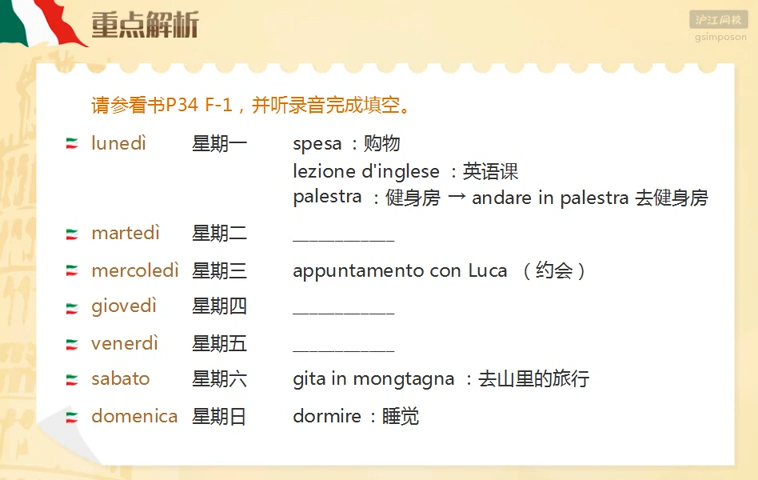 重点解析
沪江网校
gsimposon
请参看书P34 F-1，并听录音完成填空。
lunedì 星期一 spesa ：购物
lezione d'inglese ：英语课
palestra ：健身房 → andare in palestra 去健身房
martedì 星期二 ____________
mercoledì 星期三 appuntamento con Luca （约会）
giovedì 星期四 ____________
venerdì 星期五 ____________
sabato 星期六 gita in mongtagna ：去山里的旅行
domenica 星期日 dormire：睡觉